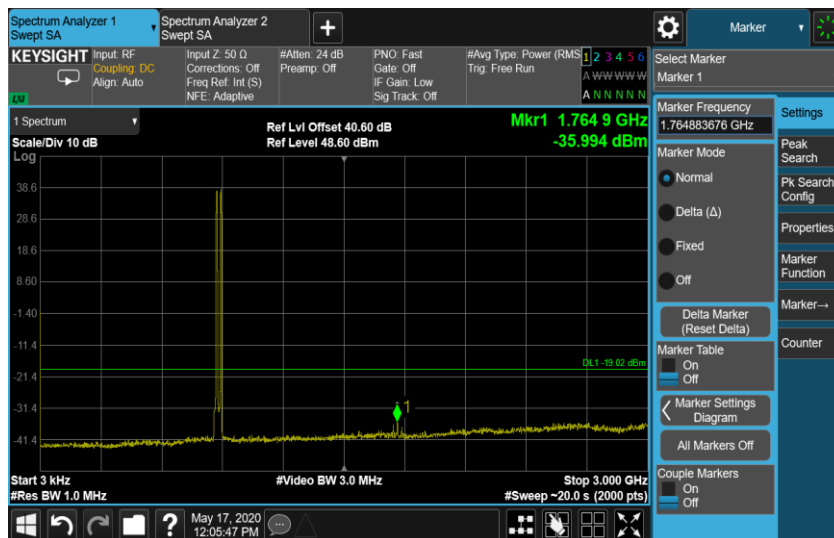 Spectrum Analyzer 1
Swept SA
Spectrum Analyzer 2
Swept SA
+
Marker
KEYSIGHT
LXI
Input: RF
Coupling: DC
Align: Auto
Input Z: 50 Ω
Corrections: Off
Freq Ref: Int (S)
NFE: Adaptive
#Atten: 24 dB
Preamp: Off
PNO: Fast
Gate: Off
IF Gain: Low
Sig Track: Off
#Avg Type: Power (RMS
Trig: Free Run
1 2 3 4 5 6
A W W W W W
A N N N N N
Select Marker
Marker 1
1 Spectrum
Scale/Div 10 dB
Log
Ref Lvl Offset 40.60 dB
Ref Level 48.60 dBm
Mkr1 1.764 9 GHz
-35.994 dBm
38.6
28.6
18.6
8.60
-1.40
-11.4
-21.4
-31.4
-41.4
DL1 -19.02 dBm
1
Start 3 kHz
#Res BW 1.0 MHz
#Video BW 3.0 MHz
Stop 3.000 GHz
#Sweep ~20.0 s (2000 pts)
Marker Frequency
1.764883676 GHz
Marker Mode
Normal
Delta (Δ)
Fixed
Off
Delta Marker
(Reset Delta)
Marker Table
On
Off
Marker Settings
Diagram
All Markers Off
Couple Markers
On
Off
Settings
Peak
Search
Pk Search
Config
Properties
Marker
Function
Marker→
Counter
?
May 17, 2020
12:05:47 PM